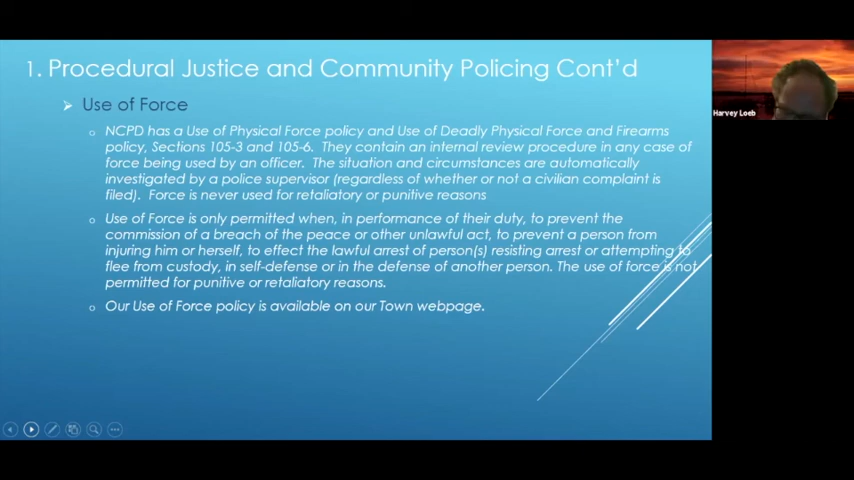 1. Procedural Justice and Community Policing Cont'd
Use of Force
NCPD has a Use of Physical Force policy and Use of Deadly Physical Force and Firearms
policy, Sections 105-3 and 105-6. They contain an internal review procedure in any case of
force being used by an officer. The situation and circumstances are automatically
investigated by a police supervisor (regardless of whether or not a civilian complaint is
filed). Force is never used for retaliatory or punitive reasons
Use of Force is only permitted when, in performance of their duty, to prevent the
commission of a breach of the peace or other unlawful act, to prevent a person from
injuring him or herself, to effect the lawful arrest of person(s) resisting arrest or attempting to
flee from custody, in self-defense or in the defense of another person. The use of force is not
permitted for punitive or retaliatory reasons.
Our Use of Force policy is available on our Town webpage.
Harvey Loeb